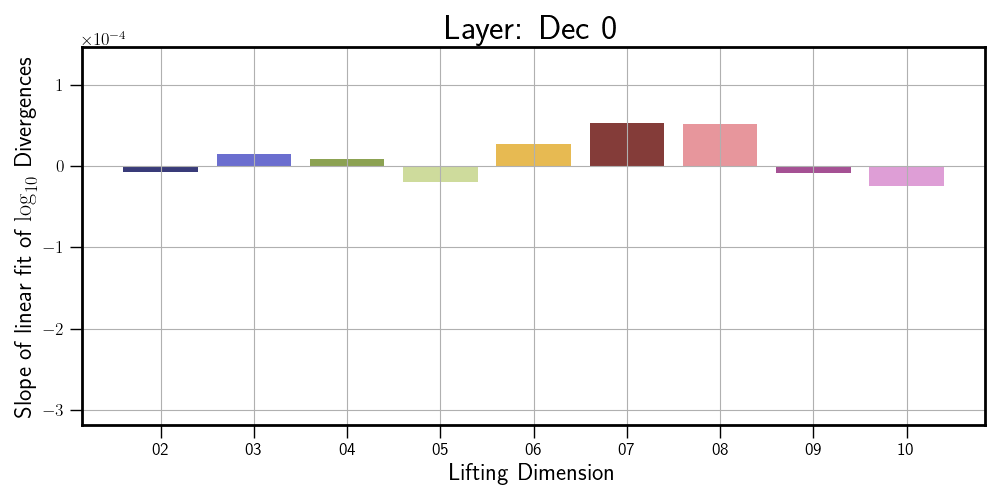 Layer: Dec 0
×10⁻⁴
Slope of linear fit of log₁₀ Divergences
1
0
−1
−2
−3
02 03 04 05 06 07 08 09 10
Lifting Dimension